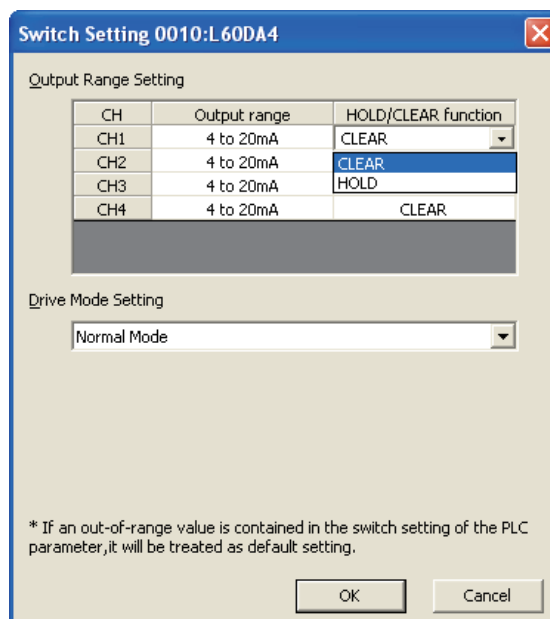 Switch Setting 0010:L60DA4
Output Range Setting
CH Output range HOLD/CLEAR function
CH1 4 to 20mA CLEAR
CH2 4 to 20mA CLEAR
CH3 4 to 20mA HOLD
CH4 4 to 20mA CLEAR
Drive Mode Setting
Normal Mode
* If an out-of-range value is contained in the switch setting of the PLC
parameter,it will be treated as default setting.
OK Cancel